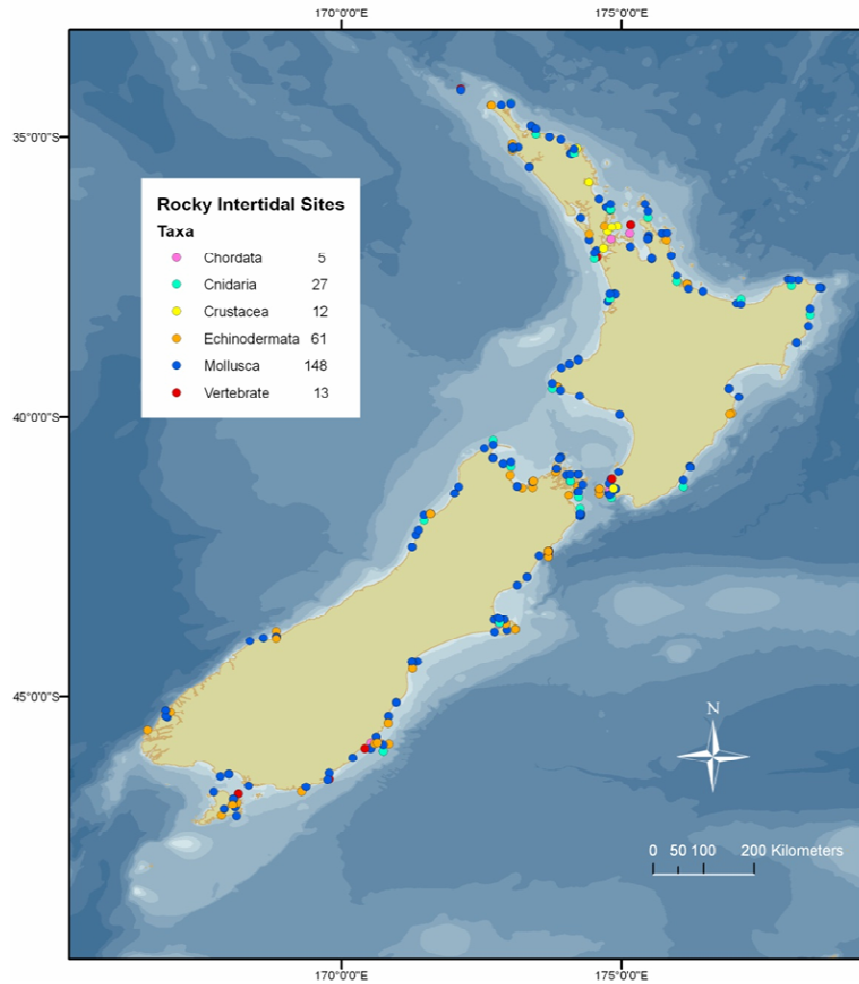 170°0'0"E 175°0'0"E
35°0'0"S
Rocky Intertidal Sites
Taxa
Chordata 5
Cnidaria 27
Crustacea 12
Echinodermata 61
Mollusca 148
Vertebrate 13
40°0'0"S
45°0'0"S
N
0 50 100 200 Kilometers
170°0'0"E 175°0'0"E